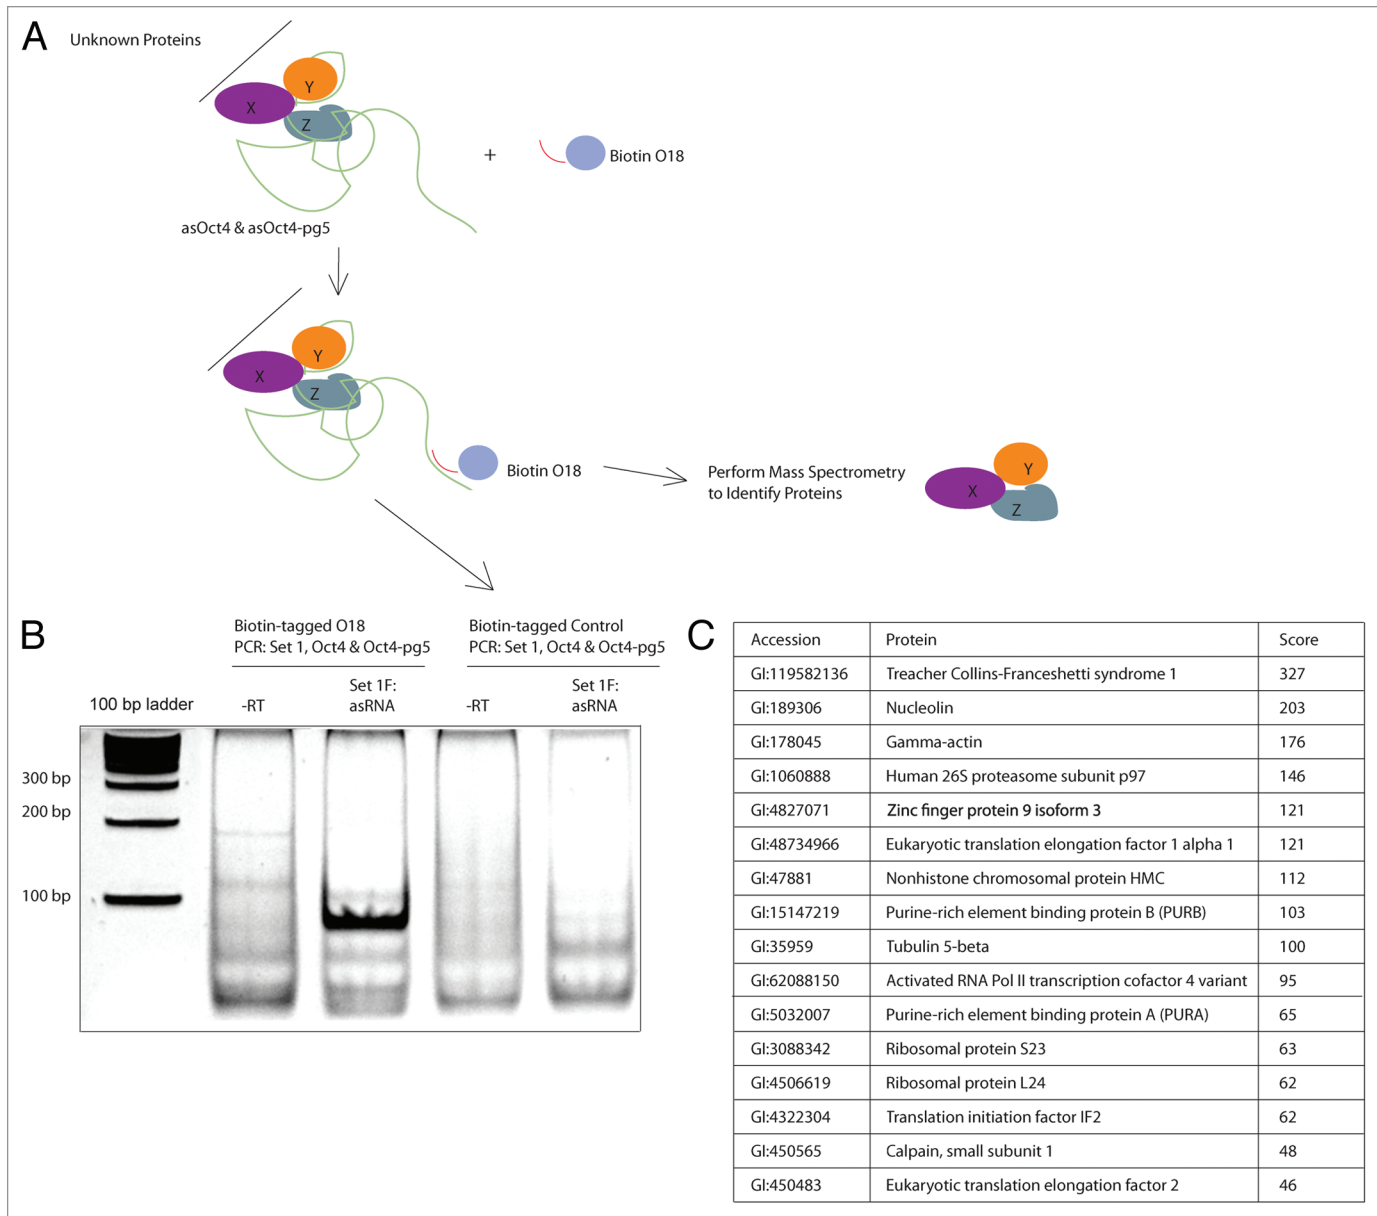 A
Unknown Proteins
Y
X
Z
+
Biotin O18
asOct4 & asOct4-pg5
Y
X
Z
Biotin O18
Perform Mass Spectrometry
to Identify Proteins
Y
X
Z
B
Biotin-tagged O18
PCR: Set 1, Oct4 & Oct4-pg5
Biotin-tagged Control
PCR: Set 1, Oct4 & Oct4-pg5
100 bp ladder
-RT
Set 1F:
asRNA
-RT
Set 1F:
asRNA
300 bp
200 bp
100 bp
C
Accession Protein Score
GI:119582136 Treacher Collins-Franceshetti syndrome 1 327
GI:189306 Nucleolin 203
GI:178045 Gamma-actin 176
GI:1060888 Human 26S proteasome subunit p97 146
GI:4827071 Zinc finger protein 9 isoform 3 121
GI:48734966 Eukaryotic translation elongation factor 1 alpha 1 121
GI:47881 Nonhistone chromosomal protein HMC 112
GI:15147219 Purine-rich element binding protein B (PURB) 103
GI:35959 Tubulin 5-beta 100
GI:62088150 Activated RNA Pol II transcription cofactor 4 variant 95
GI:5032007 Purine-rich element binding protein A (PURA) 65
GI:3088342 Ribosomal protein S23 63
GI:4506619 Ribosomal protein L24 62
GI:4322304 Translation initiation factor IF2 62
GI:450565 Calpain, small subunit 1 48
GI:450483 Eukaryotic translation elongation factor 2 46